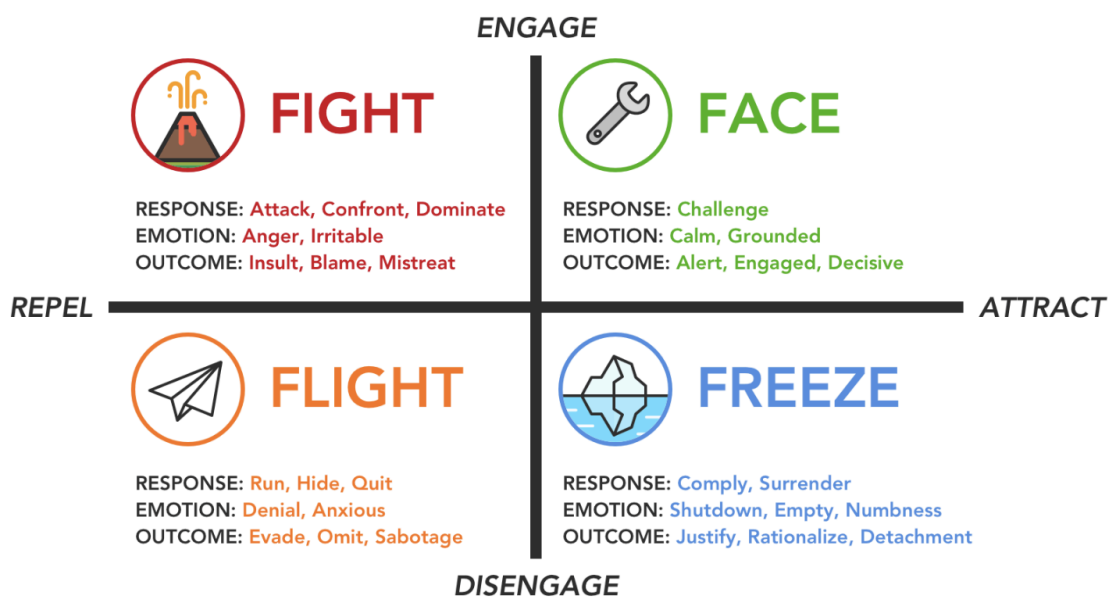 ENGAGE
FIGHT
RESPONSE: Attack, Confront, Dominate
EMOTION: Anger, Irritable
OUTCOME: Insult, Blame, Mistreat
FACE
RESPONSE: Challenge
EMOTION: Calm, Grounded
OUTCOME: Alert, Engaged, Decisive
REPEL
ATTRACT
FLIGHT
RESPONSE: Run, Hide, Quit
EMOTION: Denial, Anxious
OUTCOME: Evade, Omit, Sabotage
FREEZE
RESPONSE: Comply, Surrender
EMOTION: Shutdown, Empty, Numbness
OUTCOME: Justify, Rationalize, Detachment
DISENGAGE